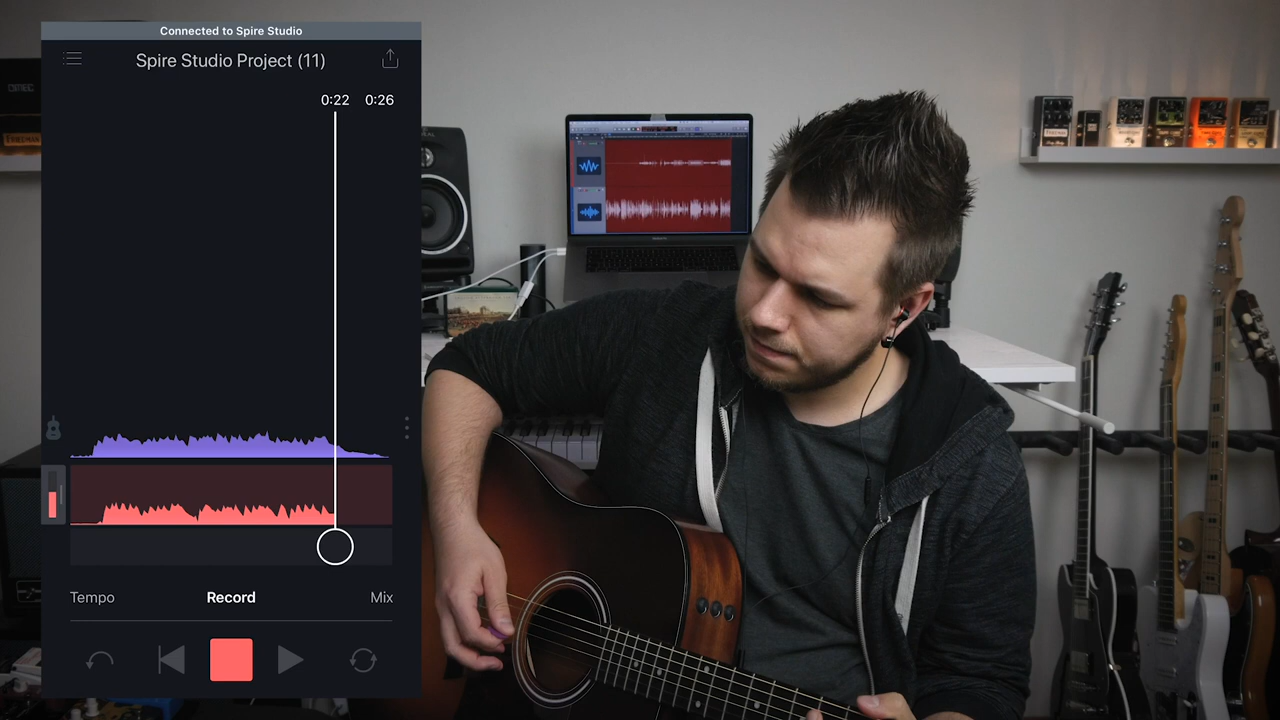 Connected to Spire Studio
Spire Studio Project (11)
0:22 0:26
Tempo Record Mix